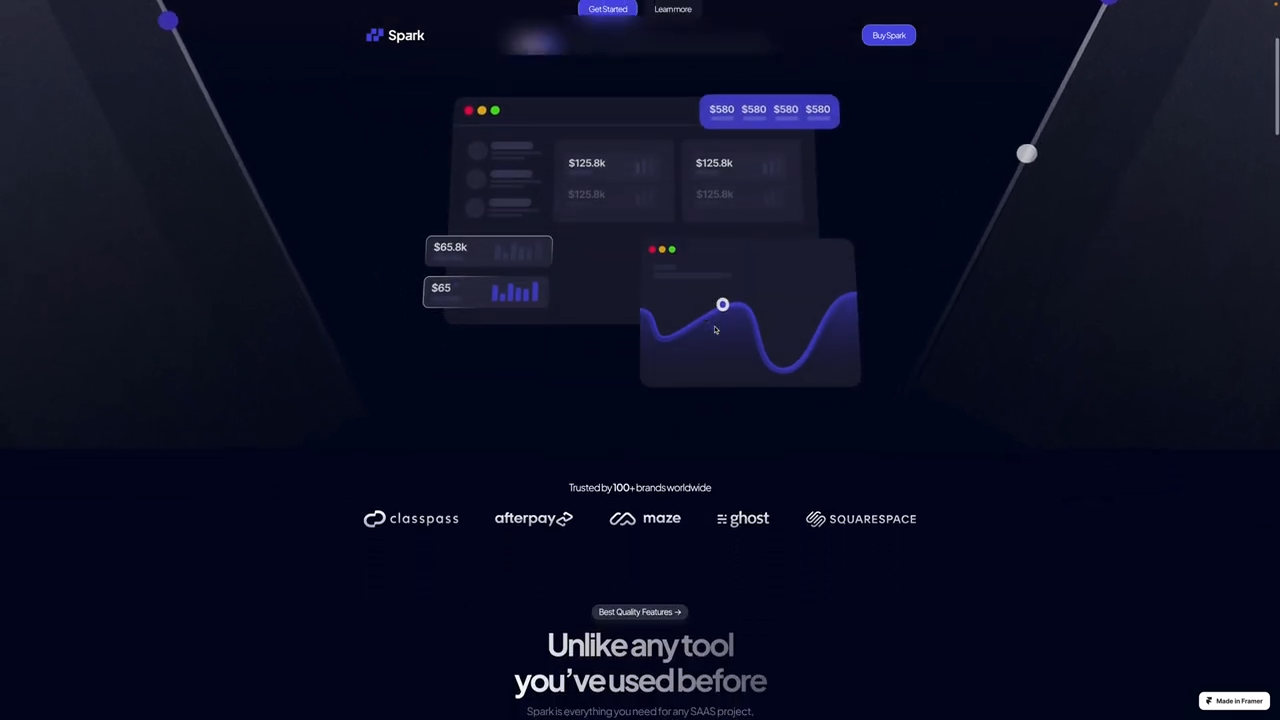 Get Started
Learn more
Spark
Buy Spark
$580 $580 $580 $580
$125.8k
$125.8k
$125.8k
$125.8k
$65.8k
$65
Trusted by 100+ brands worldwide
classpass
afterpay
maze
ghost
SQUARESPACE
Best Quality Features →
Unlike any tool
you’ve used before
Spark is everything you need for any SAAS project,
Made in Framer